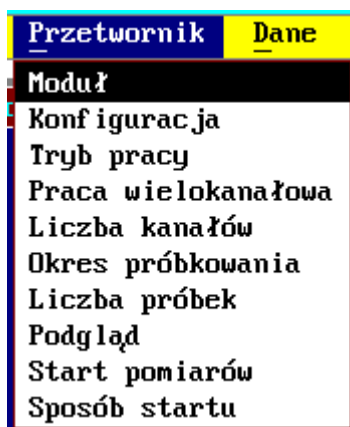 Przetwornik Dane
Moduł
Konfiguracja
Tryb pracy
Praca wielokanałowa
Liczba kanałów
Okres próbkowania
Liczba próbek
Podgląd
Start pomiarów
Sposób startu